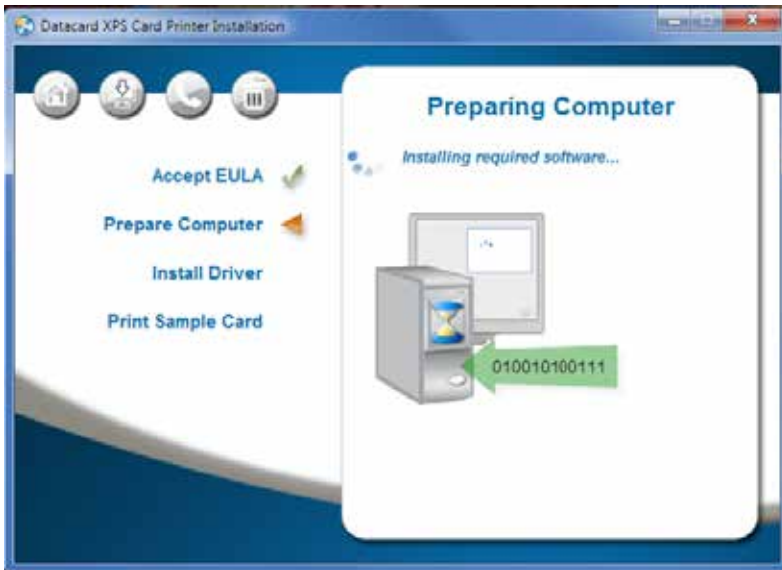 Datacard XPS Card Printer Installation
Preparing Computer
Installing required software...
Accept EULA
Prepare Computer
Install Driver
Print Sample Card
010010100111